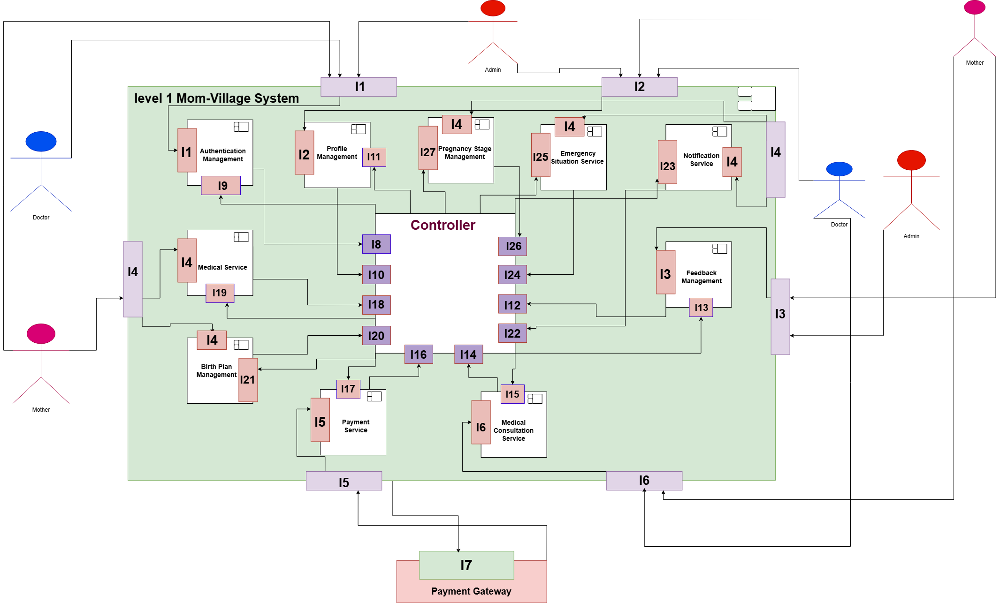 Admin
Mother
I1
I2
level 1 Mom-Village System
I4
I4
I1
Authentication
Management
I9
I2
Profile
Management
I11
I27
Pregnancy Stage
Management
I25
Emergency
Situation Service
I23
Notification
Service
I4
I4
Doctor
Doctor
Admin
Controller
I8
I26
I10
I24
I18
I12
I20
I22
I16
I14
I4
I4
Medical Service
I19
I3
Feedback
Management
I13
I3
I4
Birth Plan
Management
I21
Mother
I17
I5
Payment
Service
I15
I6
Medical
Consultation
Service
I5
I6
I7
Payment Gateway